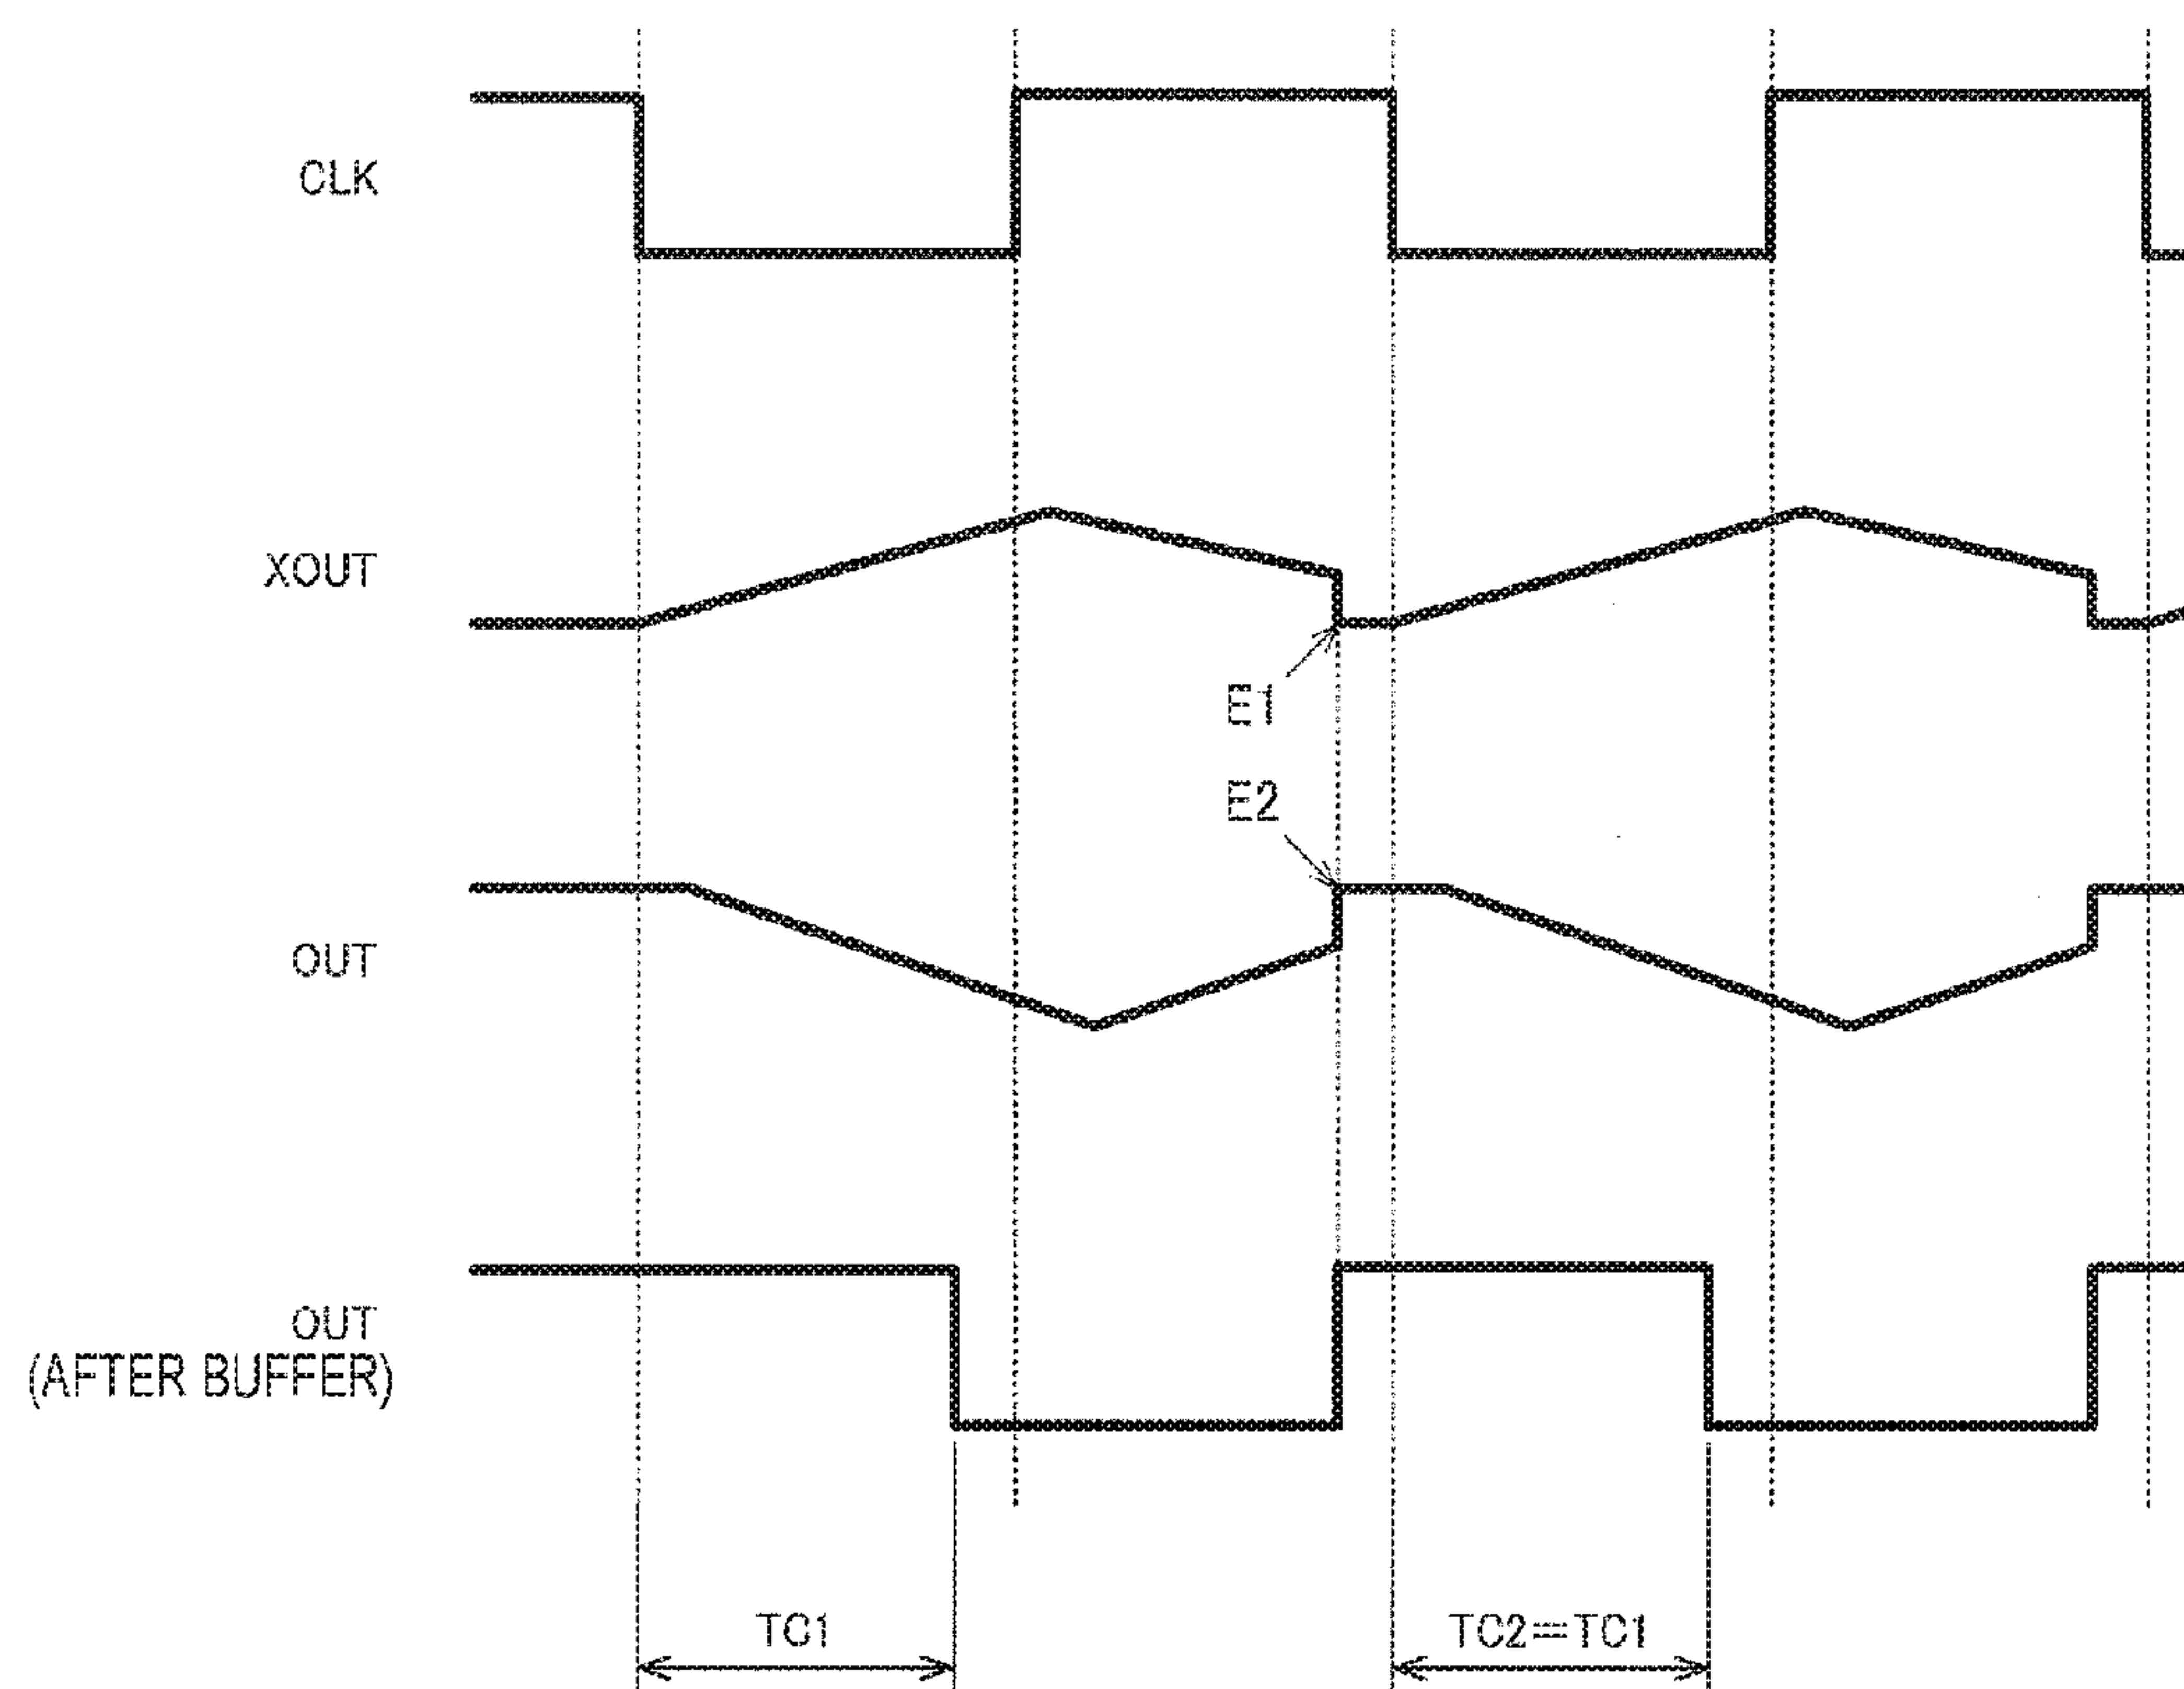 CLK
XOUT
E1
E2
OUT
OUT
(AFTER BUFFER)
TC1
TC2=TC1